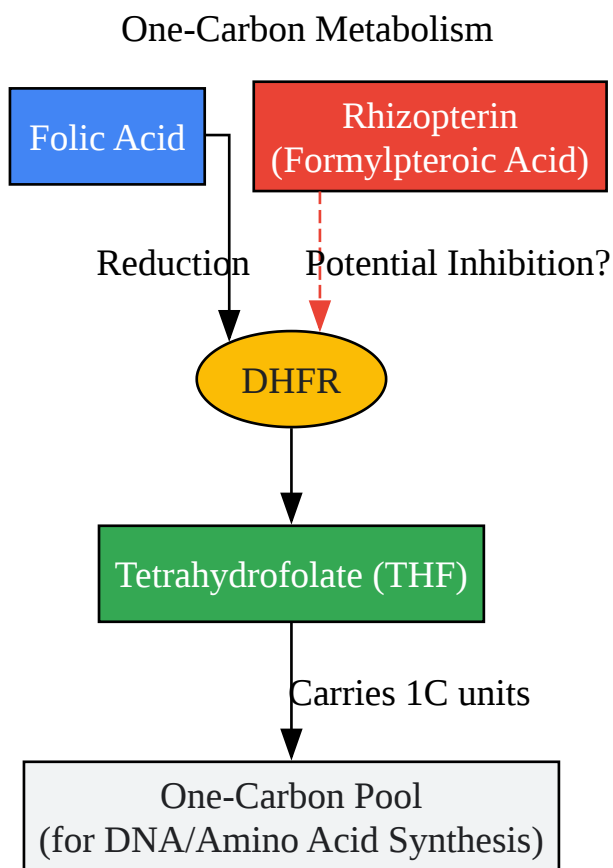 One-Carbon Metabolism
Folic Acid
Rhizopterin
(Formylpteroic Acid)
Reduction
Potential Inhibition?
DHFR
Tetrahydrofolate (THF)
Carries 1C units
One-Carbon Pool
(for DNA/Amino Acid Synthesis)